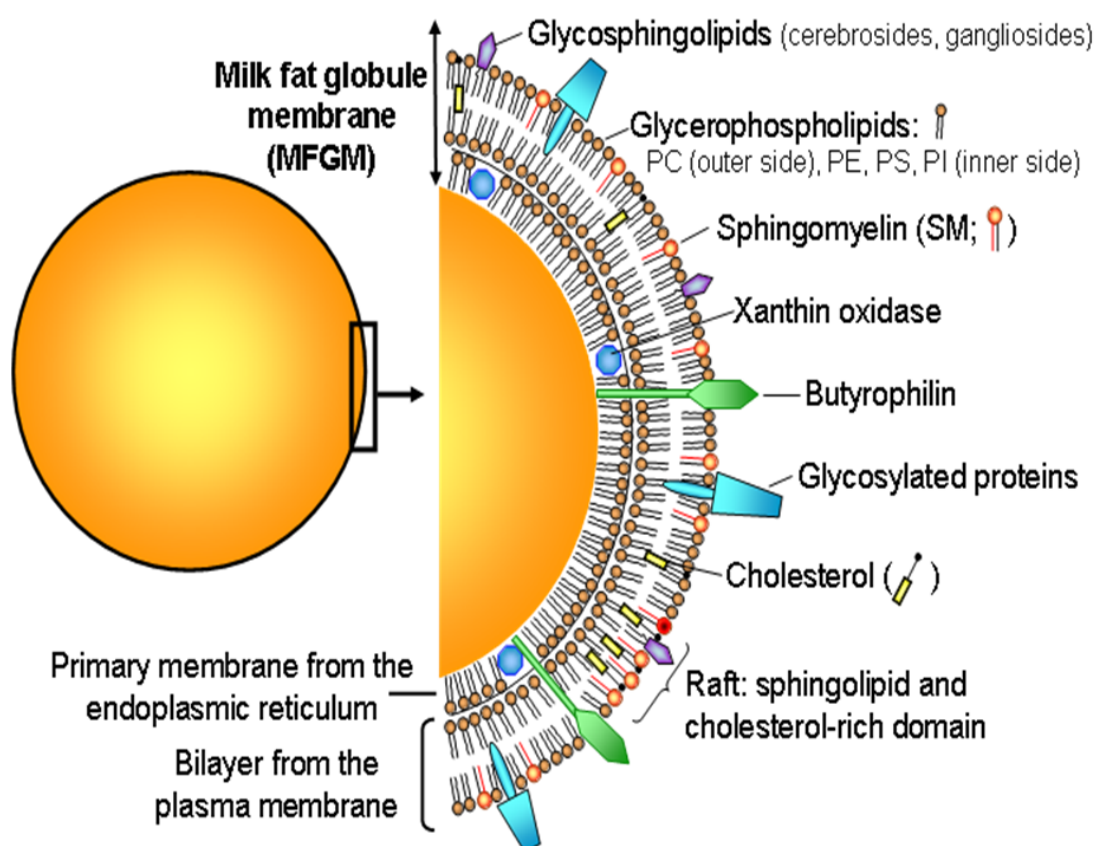 Glycosphingolipids (cerebrosides, gangliosides)
Milk fat globule
membrane
(MFGM)
Glycerophospholipids:
PC (outer side), PE, PS, PI (inner side)
Sphingomyelin (SM; )
Xanthin oxidase
Butyrophilin
Glycosylated proteins
Cholesterol ( )
Primary membrane from the
endoplasmic reticulum
Raft: sphingolipid and
cholesterol-rich domain
Bilayer from the
plasma membrane